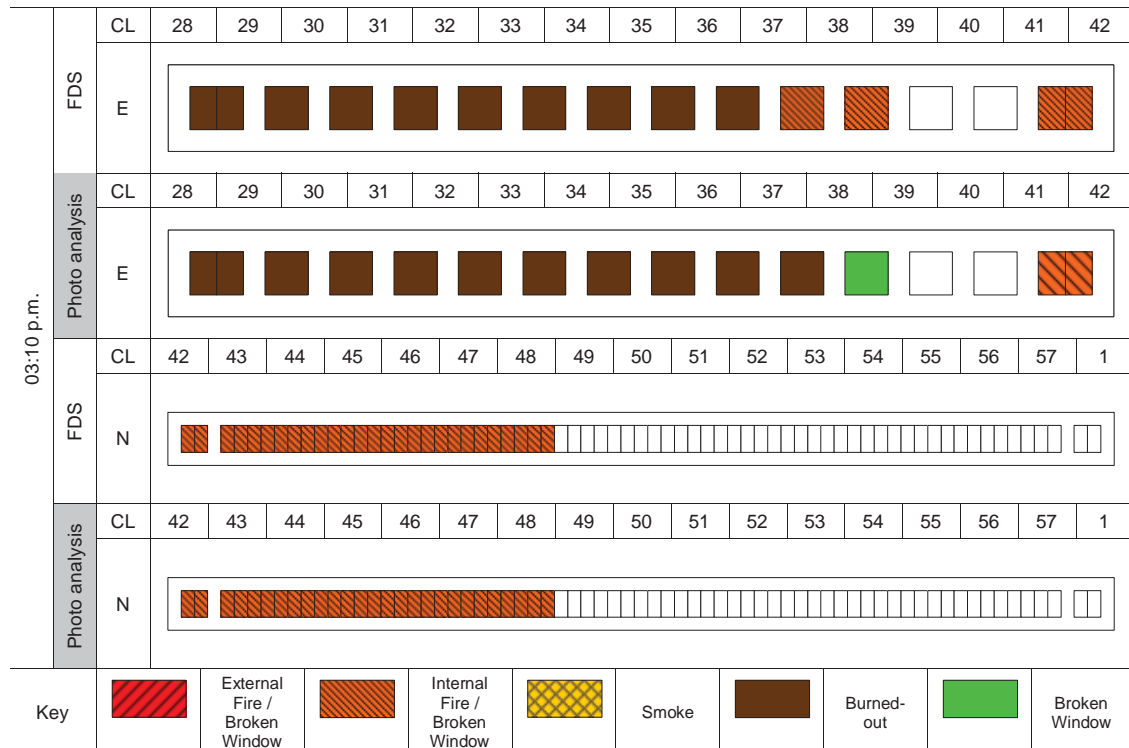 03:10 p.m.
FDS
CL 28 29 30 31 32 33 34 35 36 37 38 39 40 41 42
E
Photo analysis
CL 28 29 30 31 32 33 34 35 36 37 38 39 40 41 42
E
FDS
CL 42 43 44 45 46 47 48 49 50 51 52 53 54 55 56 57 1
N
Photo analysis
CL 42 43 44 45 46 47 48 49 50 51 52 53 54 55 56 57 1
N
Key
External
Fire /
Broken
Window
Internal
Fire /
Broken
Window
Smoke
Burned-
out
Broken
Window